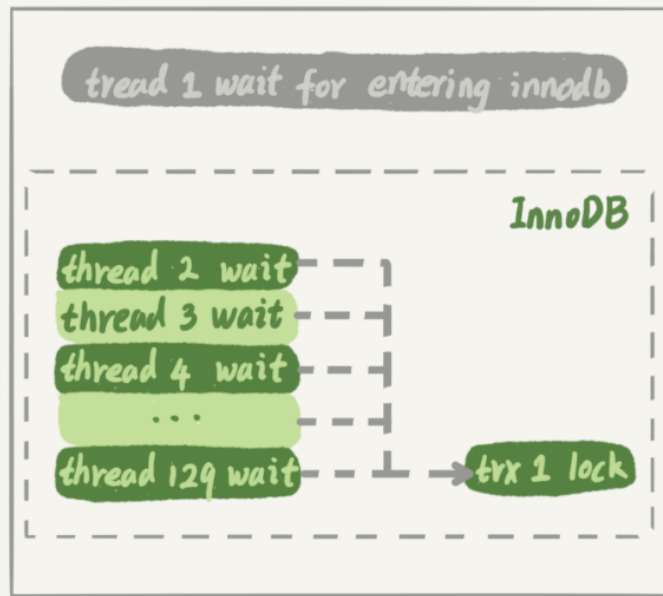 tread 1 wait for entering innodb
InnoDB
thread 2 wait
thread 3 wait
thread 4 wait
...
thread 129 wait
trx 1 lock